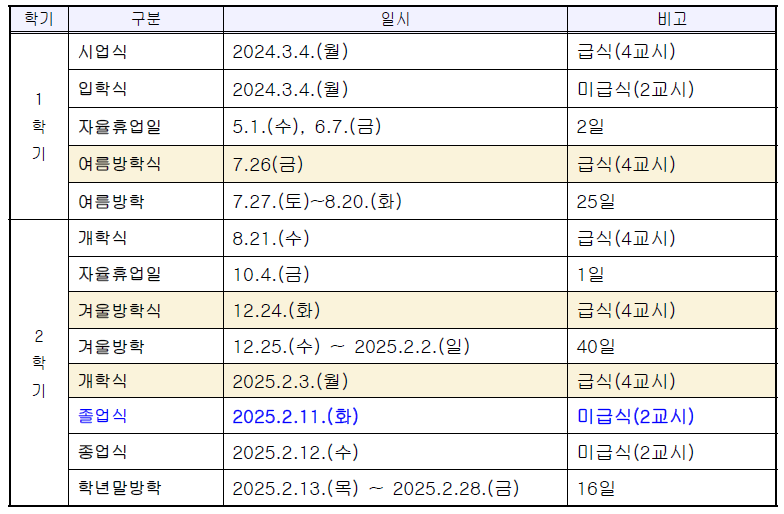 학기 구분 일시 비고
1학기
시업식 2024.3.4.(월) 급식(4교시)
입학식 2024.3.4.(월) 미급식(2교시)
자율휴업일 5.1.(수), 6.7.(금) 2일
여름방학식 7.26(금) 급식(4교시)
여름방학 7.27.(토)~8.20.(화) 25일
2학기
개학식 8.21.(수) 급식(4교시)
자율휴업일 10.4.(금) 1일
겨울방학식 12.24.(화) 급식(4교시)
겨울방학 12.25.(수) ~ 2025.2.2.(일) 40일
개학식 2025.2.3.(월) 급식(4교시)
졸업식 2025.2.11.(화) 미급식(2교시)
종업식 2025.2.12.(수) 미급식(2교시)
학년말방학 2025.2.13.(목) ~ 2025.2.28.(금) 16일